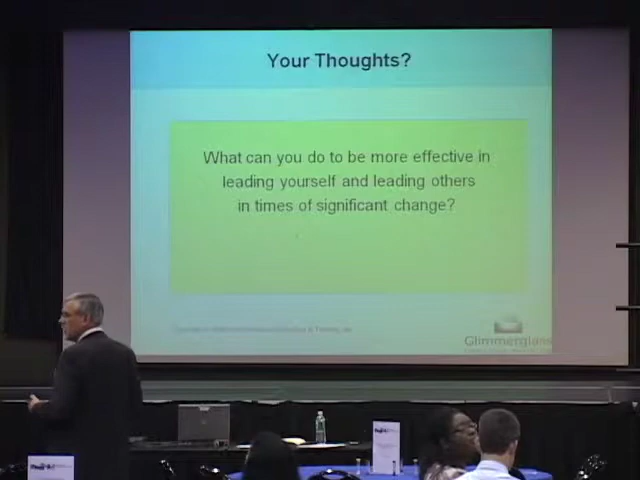 Your Thoughts?
What can you do to be more effective in
leading yourself and leading others
in times of significant change?
Glimmerglass